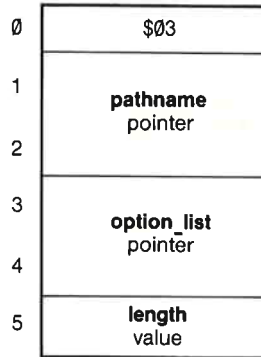 Ø $Ø3
1
pathname
pointer
2
3
option_list
pointer
4
5 length
value